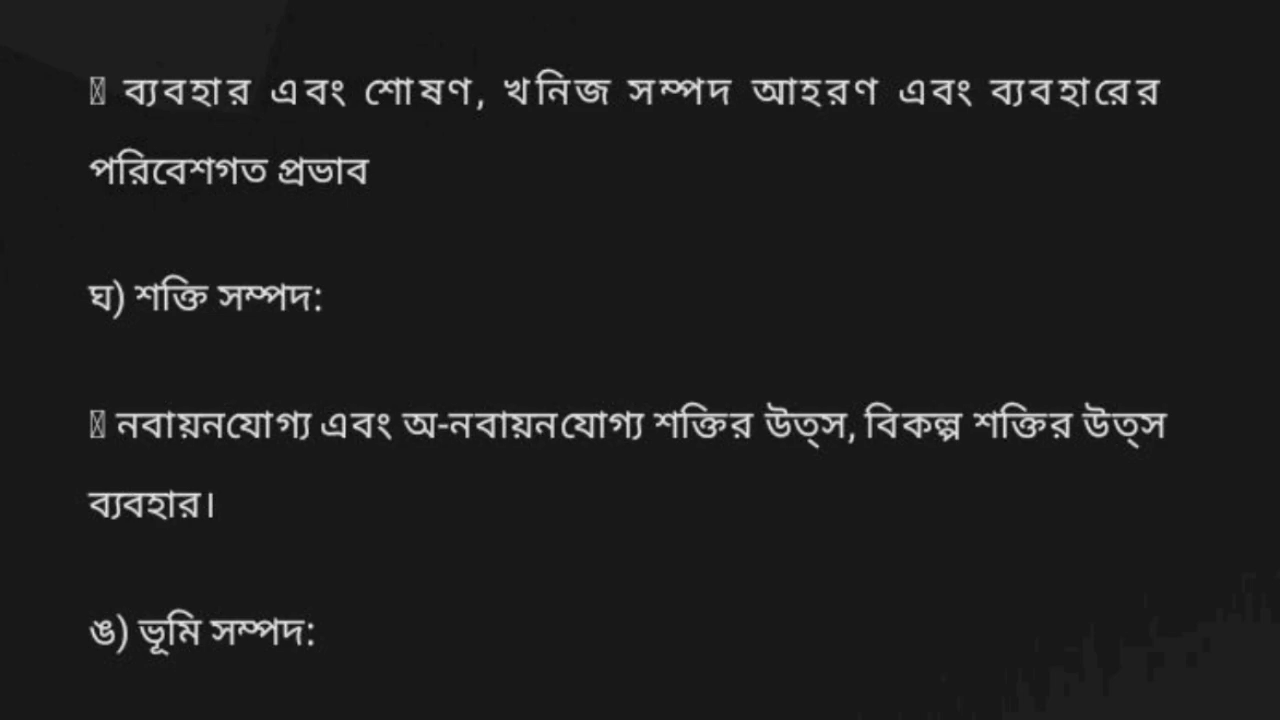 ব্যবহার এবং শোষণ, খনিজ সম্পদ আহরণ এবং ব্যবহারের
পরিবেশগত প্রভাব
ঘ) শক্তি সম্পদ:
নবায়নযোগ্য এবং অ-নবায়নযোগ্য শক্তির উত্স, বিকল্প শক্তির উত্স
ব্যবহার।
ঙ) ভূমি সম্পদ: